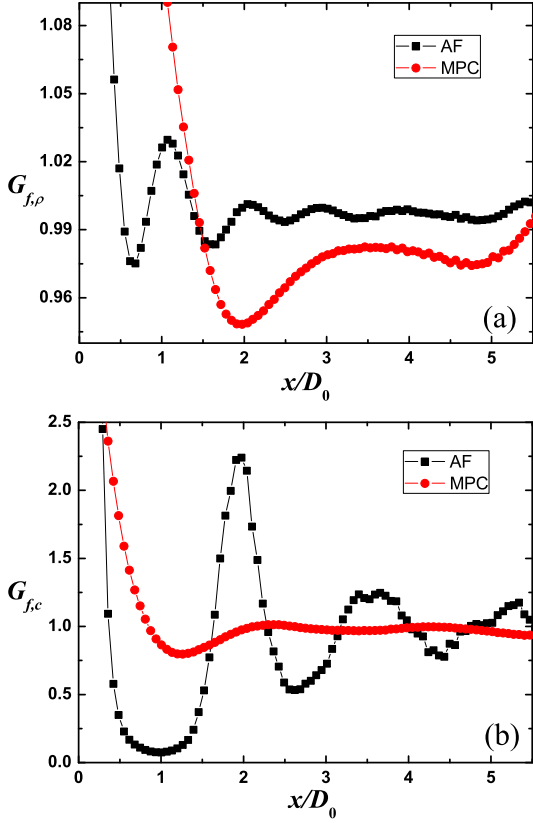 1.08
1.05
1.02
0.99
0.96
G_{f,ρ}
AF
MPC
(a)
0 1 2 3 4 5
x/D_0
2.5
2.0
1.5
1.0
0.5
0.0
G_{f,c}
AF
MPC
(b)
0 1 2 3 4 5
x/D_0